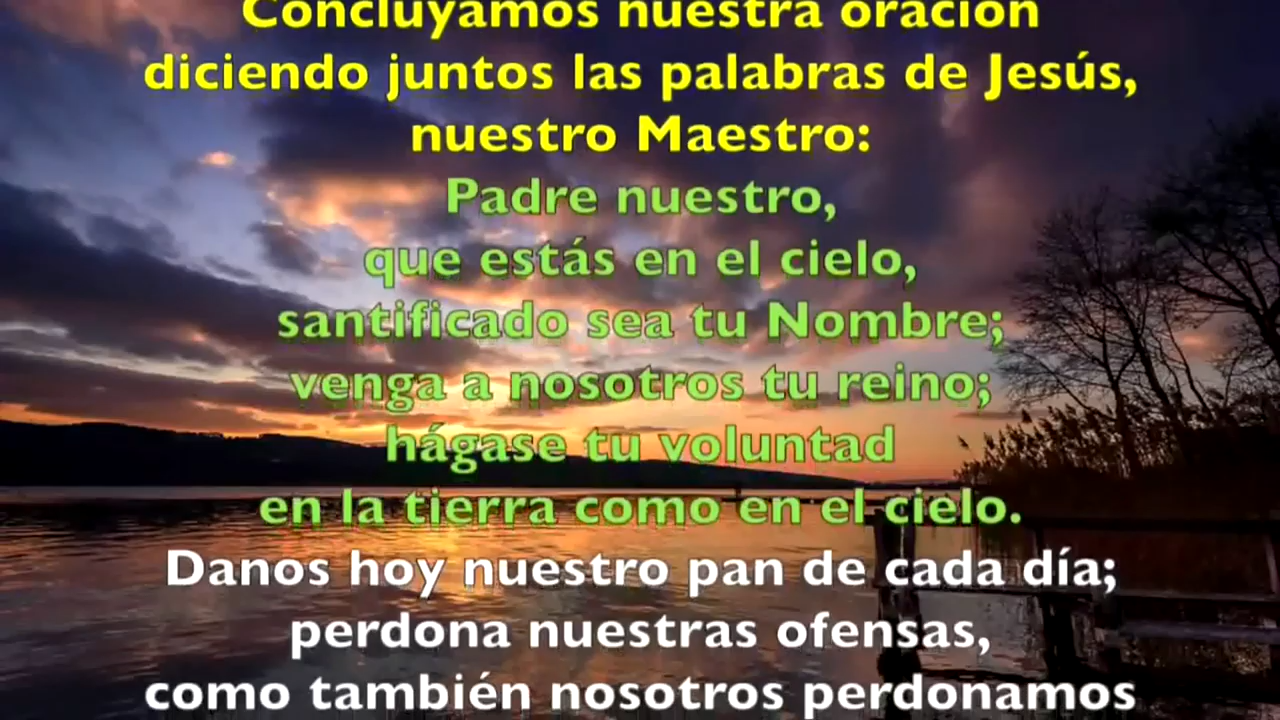 Concluyamos nuestra oración
diciendo juntos las palabras de Jesús,
nuestro Maestro:
Padre nuestro,
que estás en el cielo,
santificado sea tu Nombre;
venga a nosotros tu reino;
hágase tu voluntad
en la tierra como en el cielo.
Danos hoy nuestro pan de cada día;
perdona nuestras ofensas,
como también nosotros perdonamos